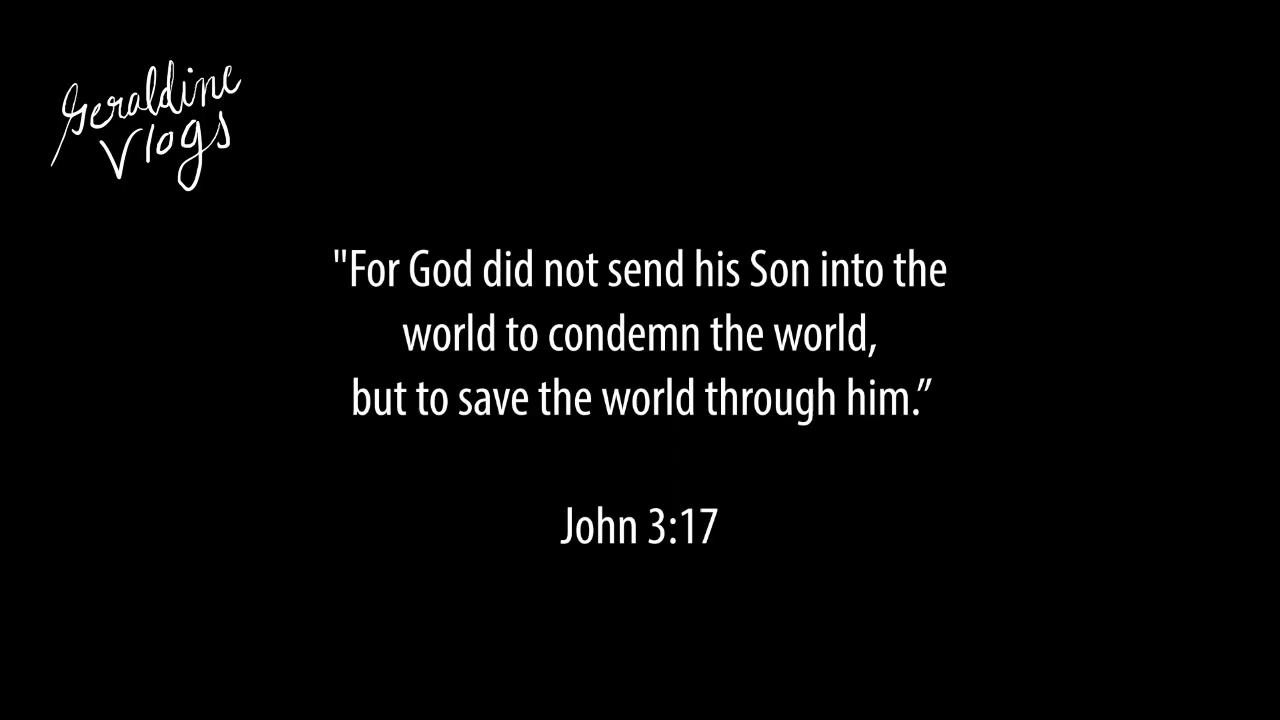 Geraldine
Vlogs
"For God did not send his Son into the
world to condemn the world,
but to save the world through him.”
John 3:17